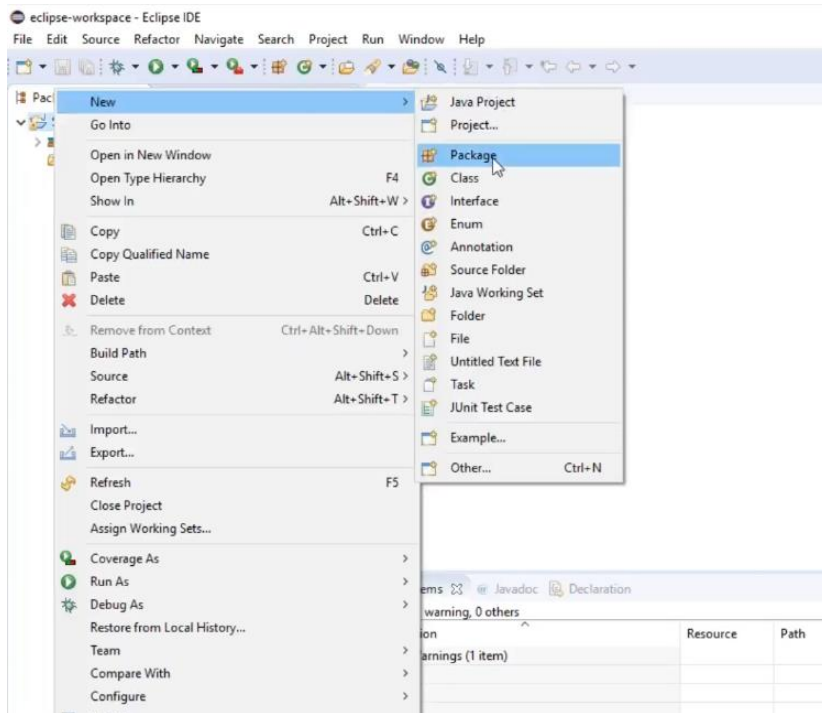 eclipse-workspace - Eclipse IDE
File Edit Source Refactor Navigate Search Project Run Window Help
Pac
New
Go Into
Open in New Window
Open Type Hierarchy F4
Show In Alt+Shift+W >
Copy Ctrl+C
Copy Qualified Name
Paste Ctrl+V
Delete Delete
Remove from Context Ctrl+Alt+Shift+Down
Build Path
Source Alt+Shift+S >
Refactor Alt+Shift+T >
Import...
Export...
Refresh F5
Close Project
Assign Working Sets...
Coverage As
Run As
Debug As
Restore from Local History...
Team
Compare With
Configure
Java Project
Project...
Package
Class
Interface
Enum
Annotation
Source Folder
Java Working Set
Folder
File
Untitled Text File
Task
JUnit Test Case
Example...
Other... Ctrl+N
ems Javadoc Declaration
warning, 0 others
ion Resource Path
arnings (1 item)